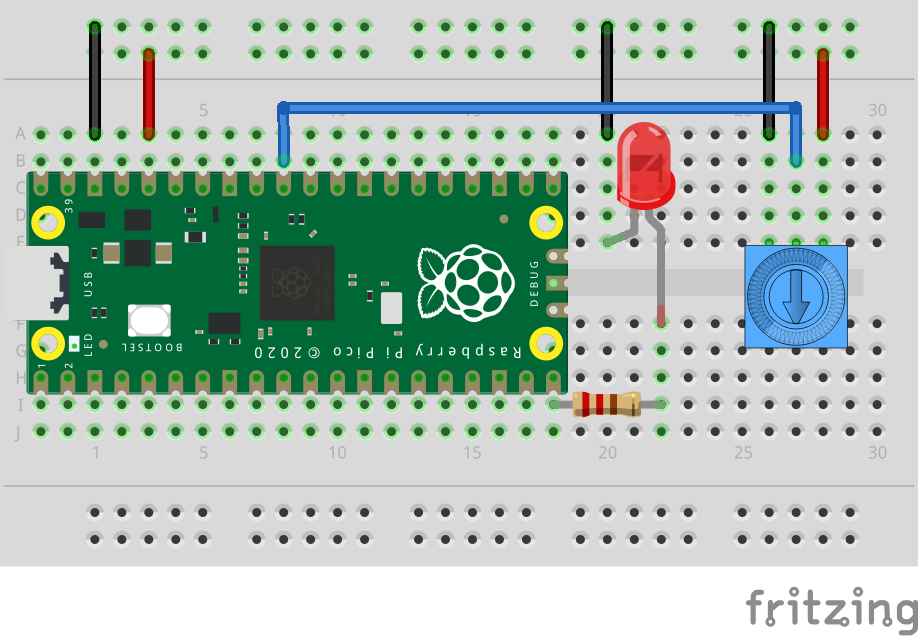 5
10
15
20
25
30
A
B
C
D
E
F
G
H
I
J
39
USB
DEBUG
LED
1
2
BOOTSEL
Raspberry Pi Pico © 2020
1
5
10
15
20
25
30
fritzing